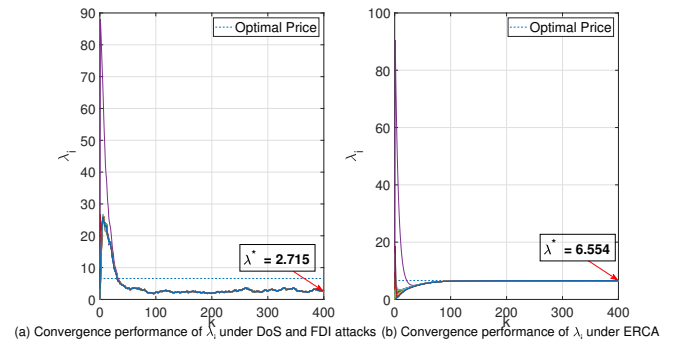 90
80
70
60
50
40
30
20
10
0
λi
0 100 200 300 400
k
Optimal Price
λ* = 2.715
(a) Convergence performance of λi under DoS and FDI attacks
100
80
60
40
20
0
λi
0 100 200 300 400
k
Optimal Price
λ* = 6.554
(b) Convergence performance of λi under ERCA